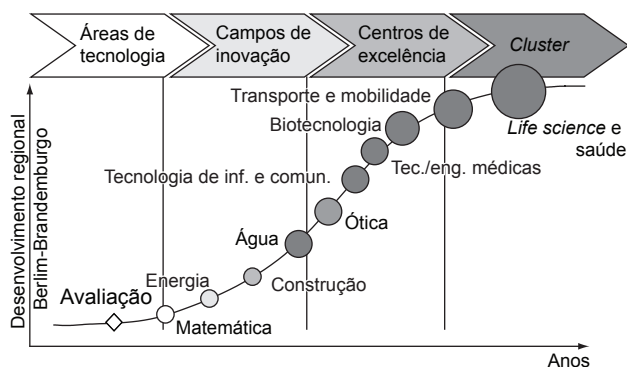 Áreas de
tecnologia
Campos de
inovação
Centros de
excelência
Cluster
Desenvolvimento regional
Berlim-Brandemburgo
Transporte e mobilidade
Biotecnologia
Life science e
saúde
Tec./eng. médicas
Tecnologia de inf. e comun.
Ótica
Água
Energia
Construção
Avaliação
Matemática
Anos